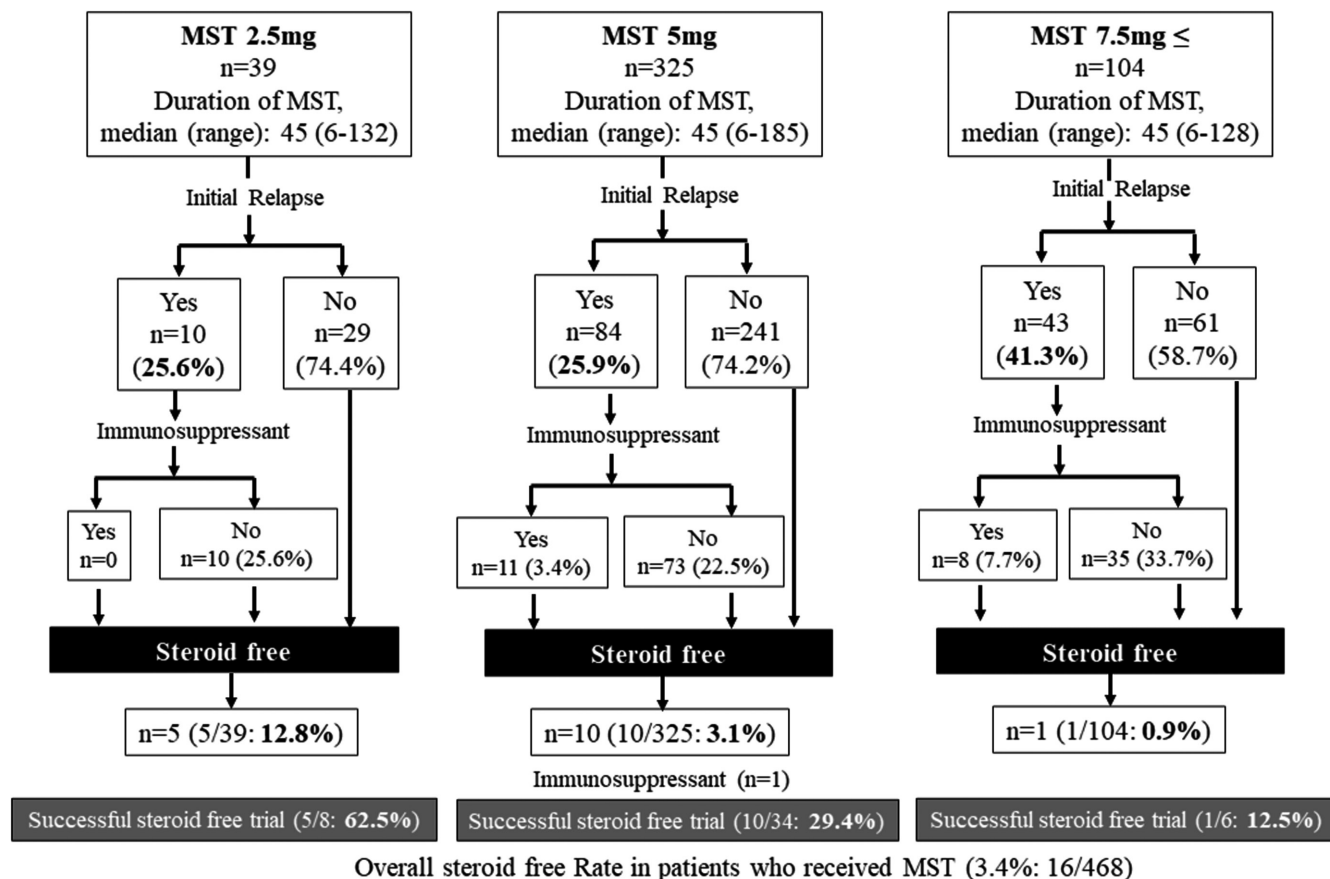 MST 2.5mg
n=39
Duration of MST,
median (range): 45 (6-132)
Initial Relapse
Yes
n=10
(25.6%)
No
n=29
(74.4%)
Immunosuppressant
Yes
n=0
No
n=10 (25.6%)
Steroid free
n=5 (5/39: 12.8%)
Successful steroid free trial (5/8: 62.5%)
MST 5mg
n=325
Duration of MST,
median (range): 45 (6-185)
Initial Relapse
Yes
n=84
(25.9%)
No
n=241
(74.2%)
Immunosuppressant
Yes
n=11 (3.4%)
No
n=73 (22.5%)
Steroid free
n=10 (10/325: 3.1%)
Immunosuppressant (n=1)
Successful steroid free trial (10/34: 29.4%)
MST 7.5mg ≤
n=104
Duration of MST,
median (range): 45 (6-128)
Initial Relapse
Yes
n=43
(41.3%)
No
n=61
(58.7%)
Immunosuppressant
Yes
n=8 (7.7%)
No
n=35 (33.7%)
Steroid free
n=1 (1/104: 0.9%)
Successful steroid free trial (1/6: 12.5%)
Overall steroid free Rate in patients who received MST (3.4%: 16/468)